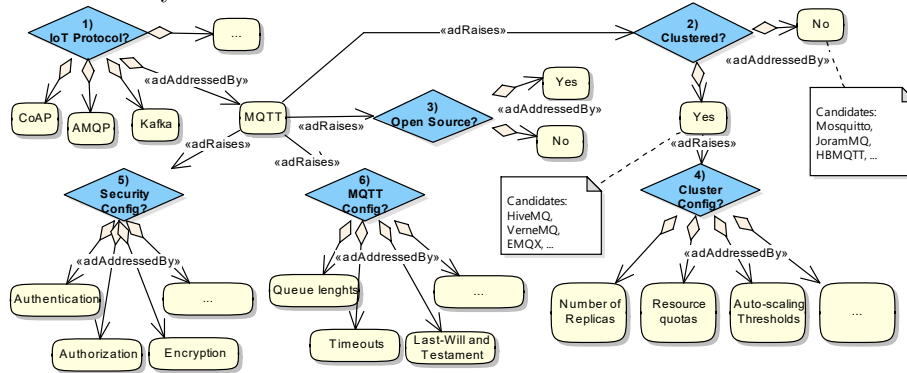 1)
IoT Protocol?
...
«adRaises»
2)
Clustered?
No
«adAddressedBy»
«adAddressedBy»
CoAP
AMQP
Kafka
MQTT
«adRaises»
3)
Open Source?
Yes
«adAddressedBy»
No
Yes
Candidates:
Mosquitto,
JoramMQ,
HBMQTT, ...
«adRaises»
«adRaises»
«adRaises»
5)
Security
Config?
6)
MQTT
Config?
Candidates:
HiveMQ,
VerneMQ,
EMQX, ...
4)
Cluster
Config?
«adAddressedBy»
«adAddressedBy»
«adAddressedBy»
Authentication
...
Queue lenghts
...
Number of
Replicas
Resource
quotas
Auto-scaling
Thresholds
...
Authorization
Encryption
Timeouts
Last-Will and
Testament